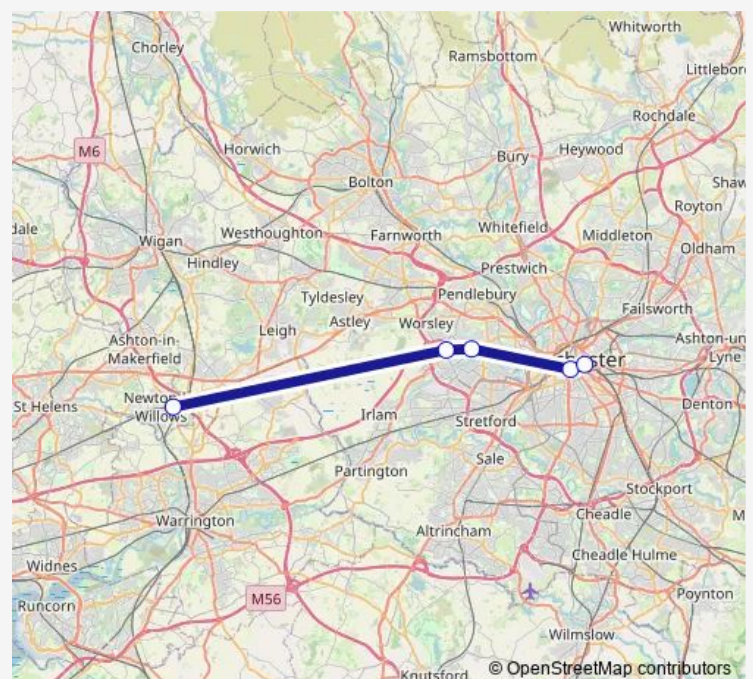 Whitworth
Chorley
Ramsbottom
Littlebor
Rochdale
M6
Horwich
Bury
Heywood
Bolton
Shaw
Royton
dale
Wigan
Westhoughton
Farnworth
Whitefield
Middleton
Oldham
Hindley
Prestwich
Tyldesley
Pendlebury
Failsworth
Leigh
Astley
Worsley
Ashton-in-
Makerfield
chester
Ashton-un
Lyne
St Helens
Newton
Willows
Irlam
Stretford
Denton
Partington
Sale
Stockport
Warrington
Altrincham
Cheadle
M
Widnes
Cheadle Hulme
Runcorn
M56
Poynton
Wilmslow
Knutsford
© OpenStreetMap contributors